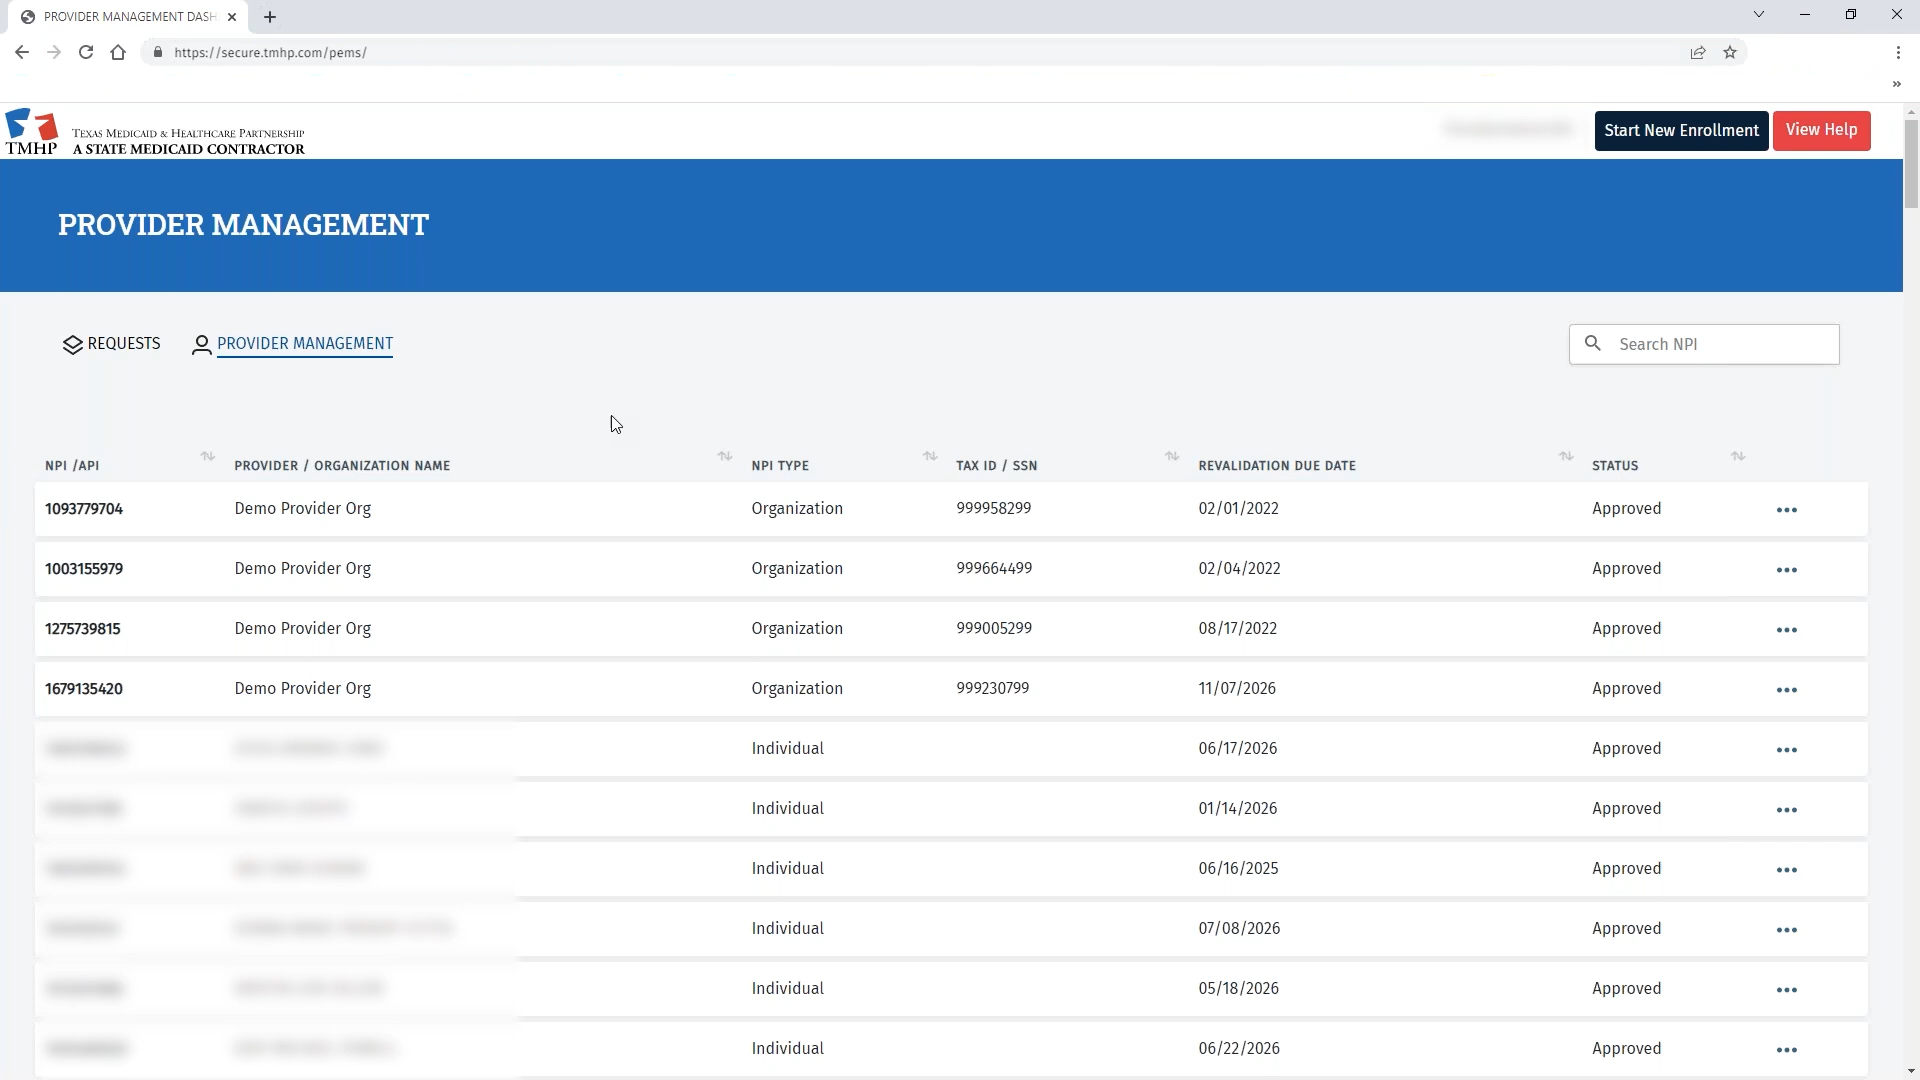 PROVIDER MANAGEMENT DASH
https://secure.tmhp.com/pems/
TMHP
TEXAS MEDICAID & HEALTHCARE PARTNERSHIP
A STATE MEDICAID CONTRACTOR
Start New Enrollment
View Help
PROVIDER MANAGEMENT
REQUESTS PROVIDER MANAGEMENT
Search NPI
NPI /API PROVIDER / ORGANIZATION NAME NPI TYPE TAX ID / SSN REVALIDATION DUE DATE STATUS
1093779704 Demo Provider Org Organization 999958299 02/01/2022 Approved
1003155979 Demo Provider Org Organization 999664499 02/04/2022 Approved
1275739815 Demo Provider Org Organization 999005299 08/17/2022 Approved
1679135420 Demo Provider Org Organization 999230799 11/07/2026 Approved
Individual 06/17/2026 Approved
Individual 01/14/2026 Approved
Individual 06/16/2025 Approved
Individual 07/08/2026 Approved
Individual 05/18/2026 Approved
Individual 06/22/2026 Approved